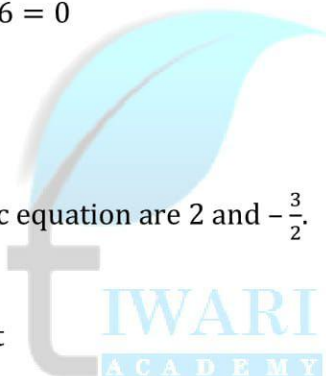 6 = 0
c equation are 2 and – 3/2.
t
IWARI
ACADEMY